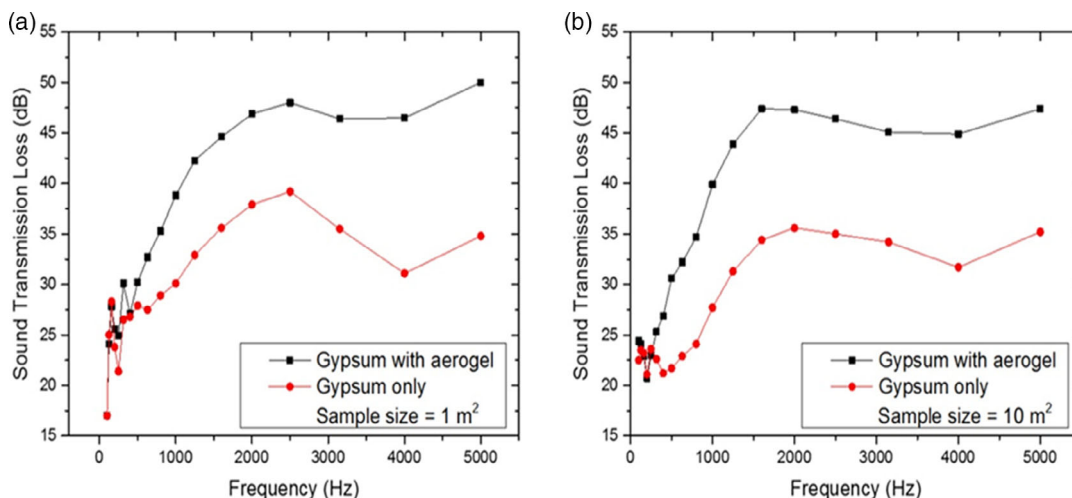 (a)
55
50
45
40
35
30
25
20
15
Sound Transmission Loss (dB)
Gypsum with aerogel
Gypsum only
Sample size = 1 m²
0 1000 2000 3000 4000 5000
Frequency (Hz)
(b)
55
50
45
40
35
30
25
20
15
Sound Transmission Loss (dB)
Gypsum with aerogel
Gypsum only
Sample size = 10 m²
0 1000 2000 3000 4000 5000
Frequency (Hz)